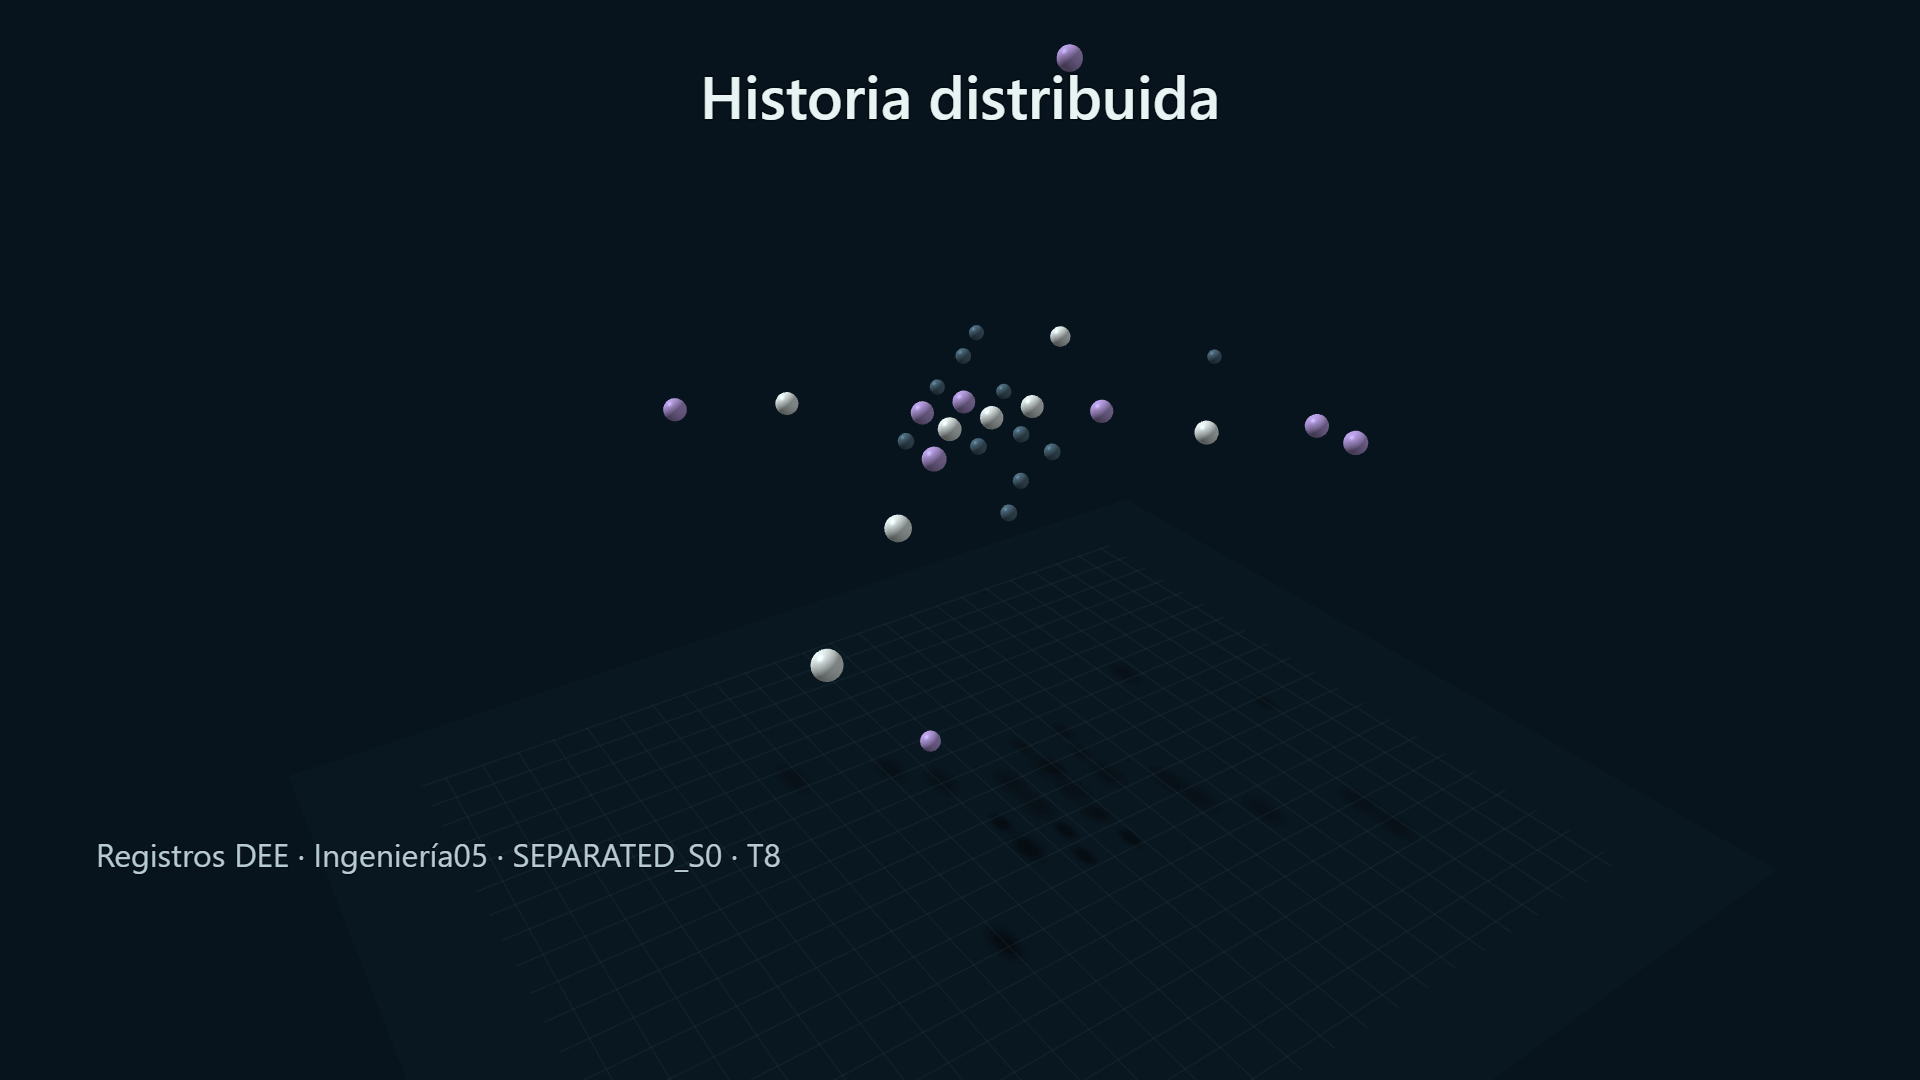 Historia distribuida
Registros DEE · Ingeniería05 · SEPARATED_S0 · T8